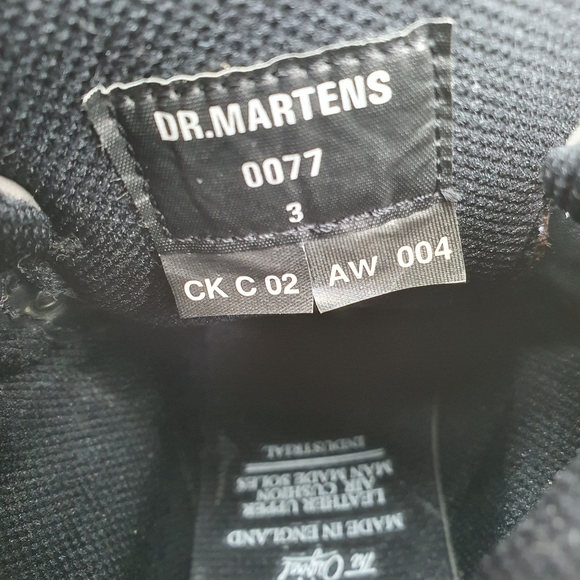 DR.MARTENS
0077
3
CK C 02
AW 004
The Original
MADE IN ENGLAND
LEATHER UPPER
AIR CUSHION
MAN MADE SOLES
INDUSTRIAL